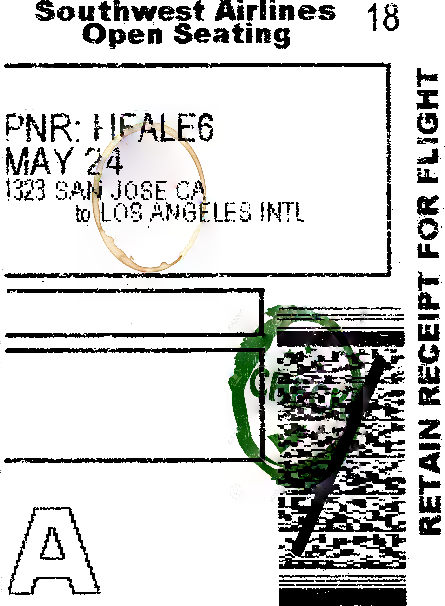 Southwest Airlines 18
Open Seating
PNR: HFALE6
MAY 24
1323 SAN JOSE CA
to LOS ANGELES INTL
A
RETAIN RECEIPT FOR FLIGHT